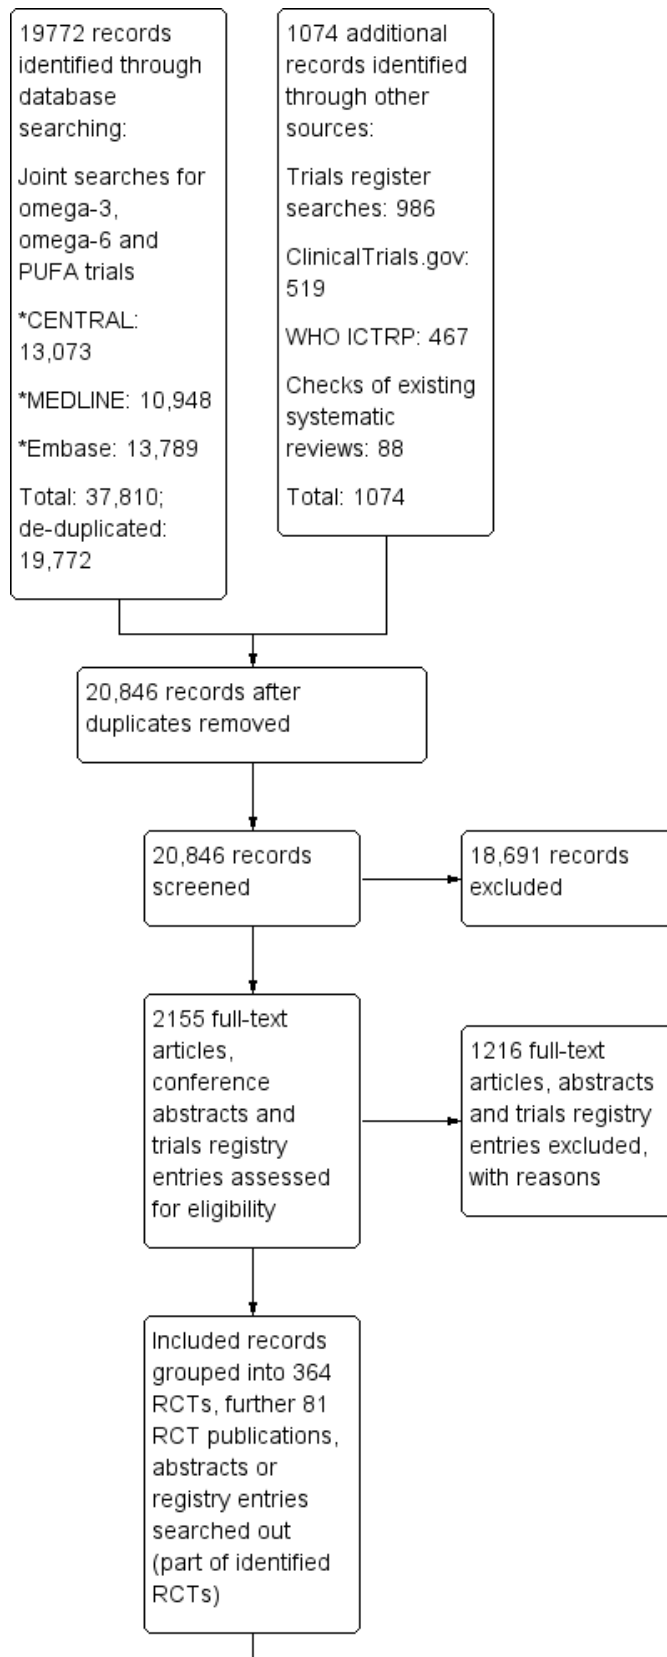 19772 records
identified through
database
searching:
Joint searches for
omega-3,
omega-6 and
PUFA trials
*CENTRAL:
13,073
*MEDLINE: 10,948
*Embase: 13,789
Total: 37,810;
de-duplicated:
19,772
1074 additional
records identified
through other
sources:
Trials register
searches: 986
ClinicalTrials.gov:
519
WHO ICTRP: 467
Checks of existing
systematic
reviews: 88
Total: 1074
20,846 records after
duplicates removed
20,846 records
screened
18,691 records
excluded
2155 full-text
articles,
conference
abstracts and
trials registry
entries assessed
for eligibility
1216 full-text
articles, abstracts
and trials registry
entries excluded,
with reasons
Included records
grouped into 364
RCTs, further 81
RCT publications,
abstracts or
registry entries
searched out
(part of identified
RCTs)